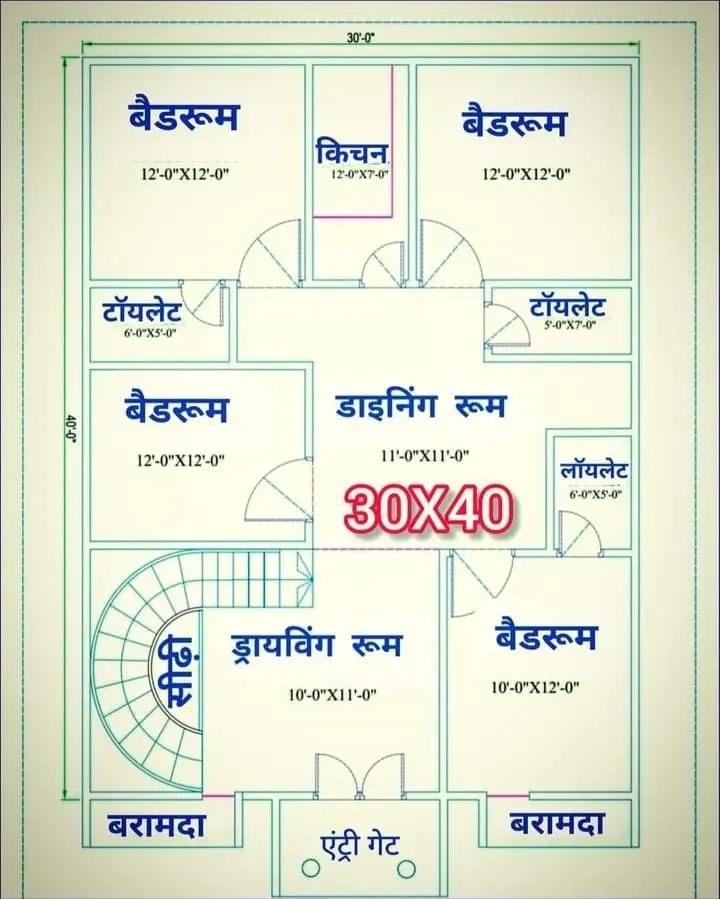 30'-0"
बैडरूम
12'-0"X12'-0"
किचन
12'-0"X7'-0"
बैडरूम
12'-0"X12'-0"
टॉयलेट
6'-0"X5'-0"
टॉयलेट
5'-0"X7'-0"
40'-0"
बैडरूम
12'-0"X12'-0"
डाइनिंग रूम
11'-0"X11'-0"
30X40
लॉयलेट
6'-0"X5'-0"
सीढ़ी
ड्रायविंग रूम
10'-0"X11'-0"
बैडरूम
10'-0"X12'-0"
बरामदा
एंट्री गेट
बरामदा